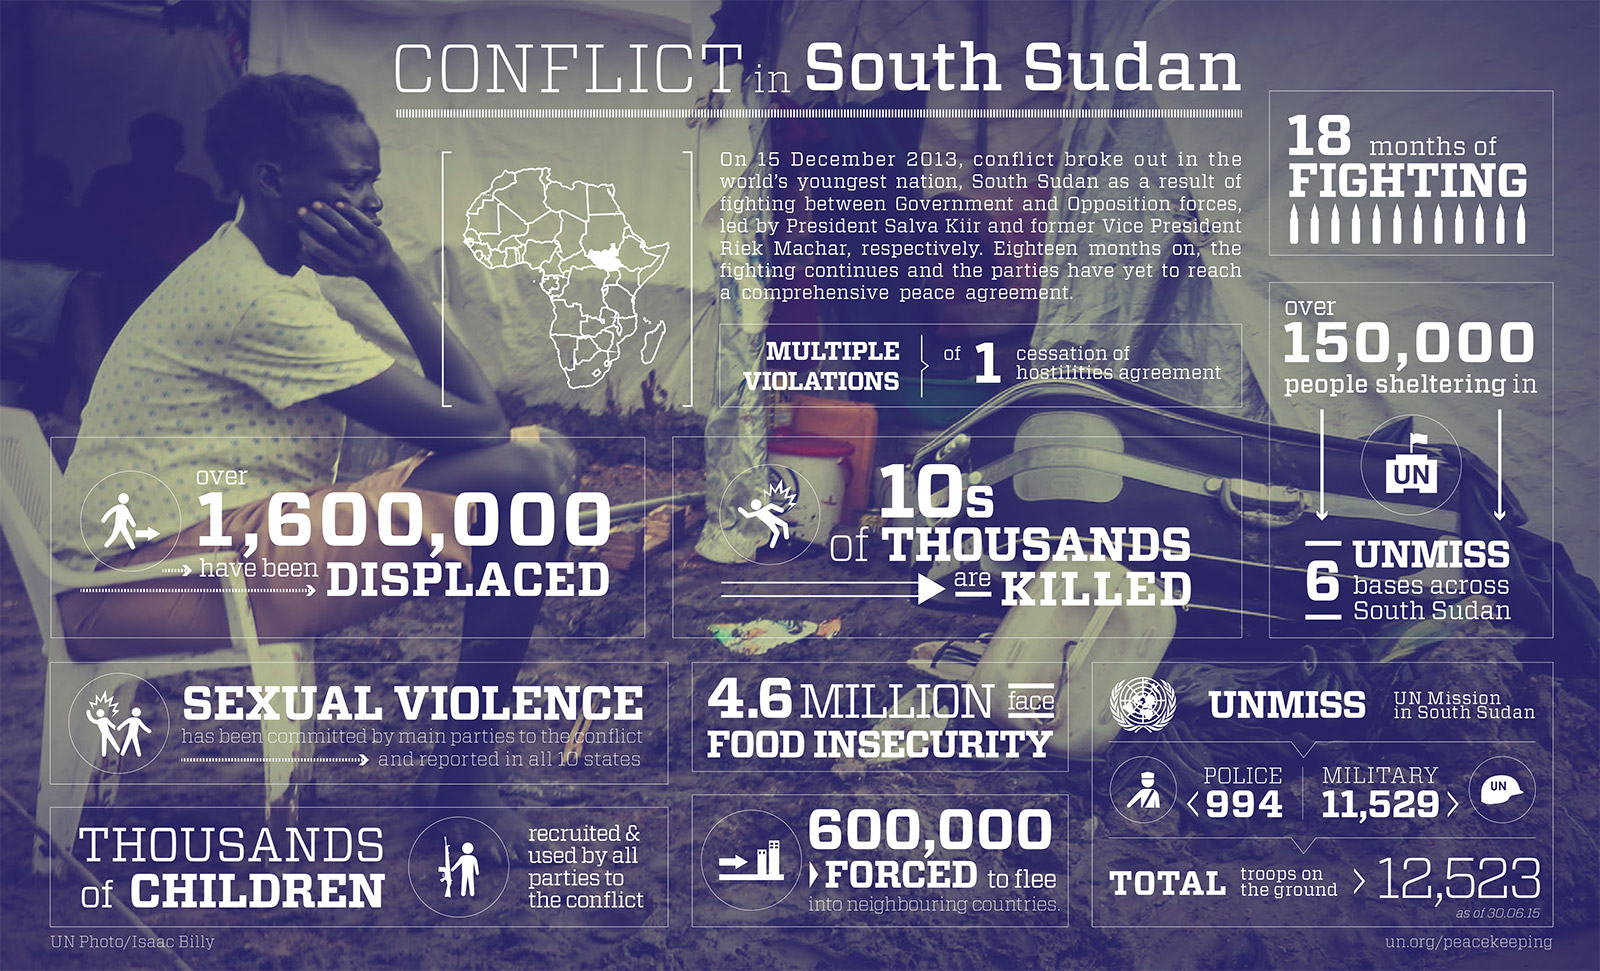 CONFLICT in South Sudan
On 15 December 2013, conflict broke out in the
world's youngest nation, South Sudan as a result of
fighting between Government and Opposition forces,
led by President Salva Kiir and former Vice President
Riek Machar, respectively. Eighteen months on, the
fighting continues and the parties have yet to reach
a comprehensive peace agreement.
MULTIPLE
VIOLATIONS
of 1
cessation of
hostilities agreement
18 months of
FIGHTING
over
150,000
people sheltering in
UN
6
UNMISS
bases across
South Sudan
over
1,600,000
have been DISPLACED
10s
of THOUSANDS
are KILLED
SEXUAL VIOLENCE
has been committed by main parties to the conflict
and reported in all 10 states
4.6 MILLION face
FOOD INSECURITY
UNMISS
UN Mission
in South Sudan
POLICE
994
MILITARY
11,529
UN
TOTAL
troops on
the ground
12,523
as of 30.06.15
THOUSANDS
of CHILDREN
recruited &
used by all
parties to
the conflict
600,000
FORCED to flee
into neighbouring countries.
UN Photo/Isaac Billy
un.org/peacekeeping